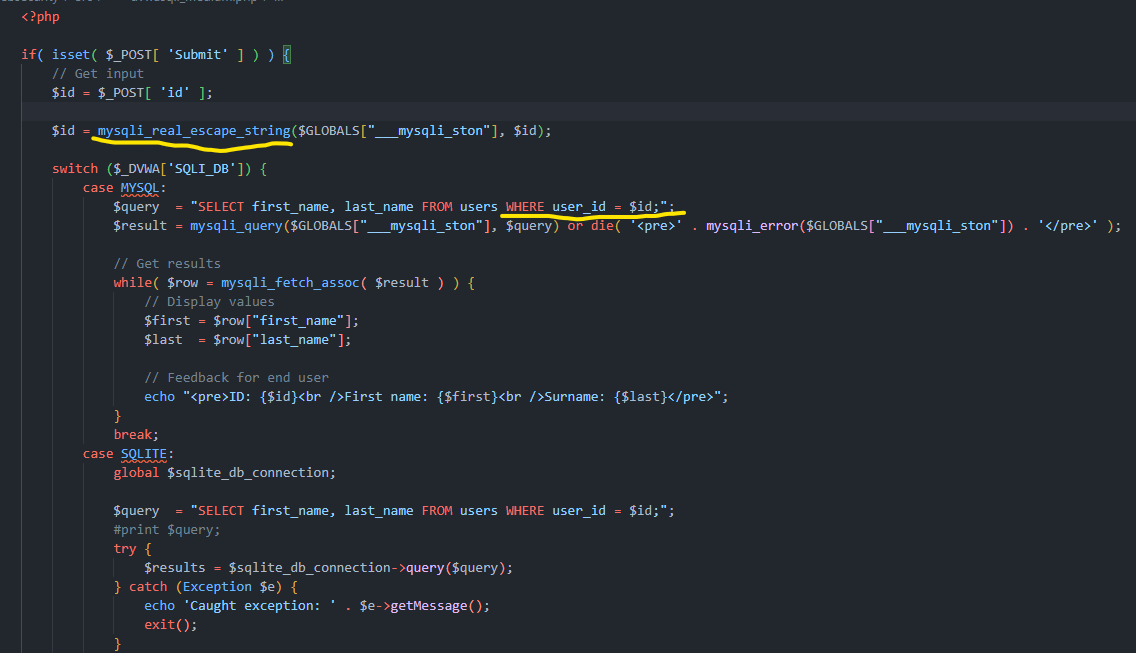 <?php
if( isset( $_POST[ 'Submit' ] ) ) {
// Get input
$id = $_POST[ 'id' ];
$id = mysqli_real_escape_string($GLOBALS["___mysqli_ston"], $id);
switch ($_DVWA['SQLI_DB']) {
case MYSQL:
$query  = "SELECT first_name, last_name FROM users WHERE user_id = $id;";
$result = mysqli_query($GLOBALS["___mysqli_ston"], $query) or die( '<pre>' . mysqli_error($GLOBALS["___mysqli_ston"]) . '</pre>' );
// Get results
while( $row = mysqli_fetch_assoc( $result ) ) {
// Display values
$first = $row["first_name"];
$last  = $row["last_name"];
// Feedback for end user
echo "<pre>ID: {$id}<br />First name: {$first}<br />Surname: {$last}</pre>";
}
break;
case SQLITE:
global $sqlite_db_connection;
$query  = "SELECT first_name, last_name FROM users WHERE user_id = $id;";
#print $query;
try {
$results = $sqlite_db_connection->query($query);
} catch (Exception $e) {
echo 'Caught exception: ' . $e->getMessage();
exit();
}